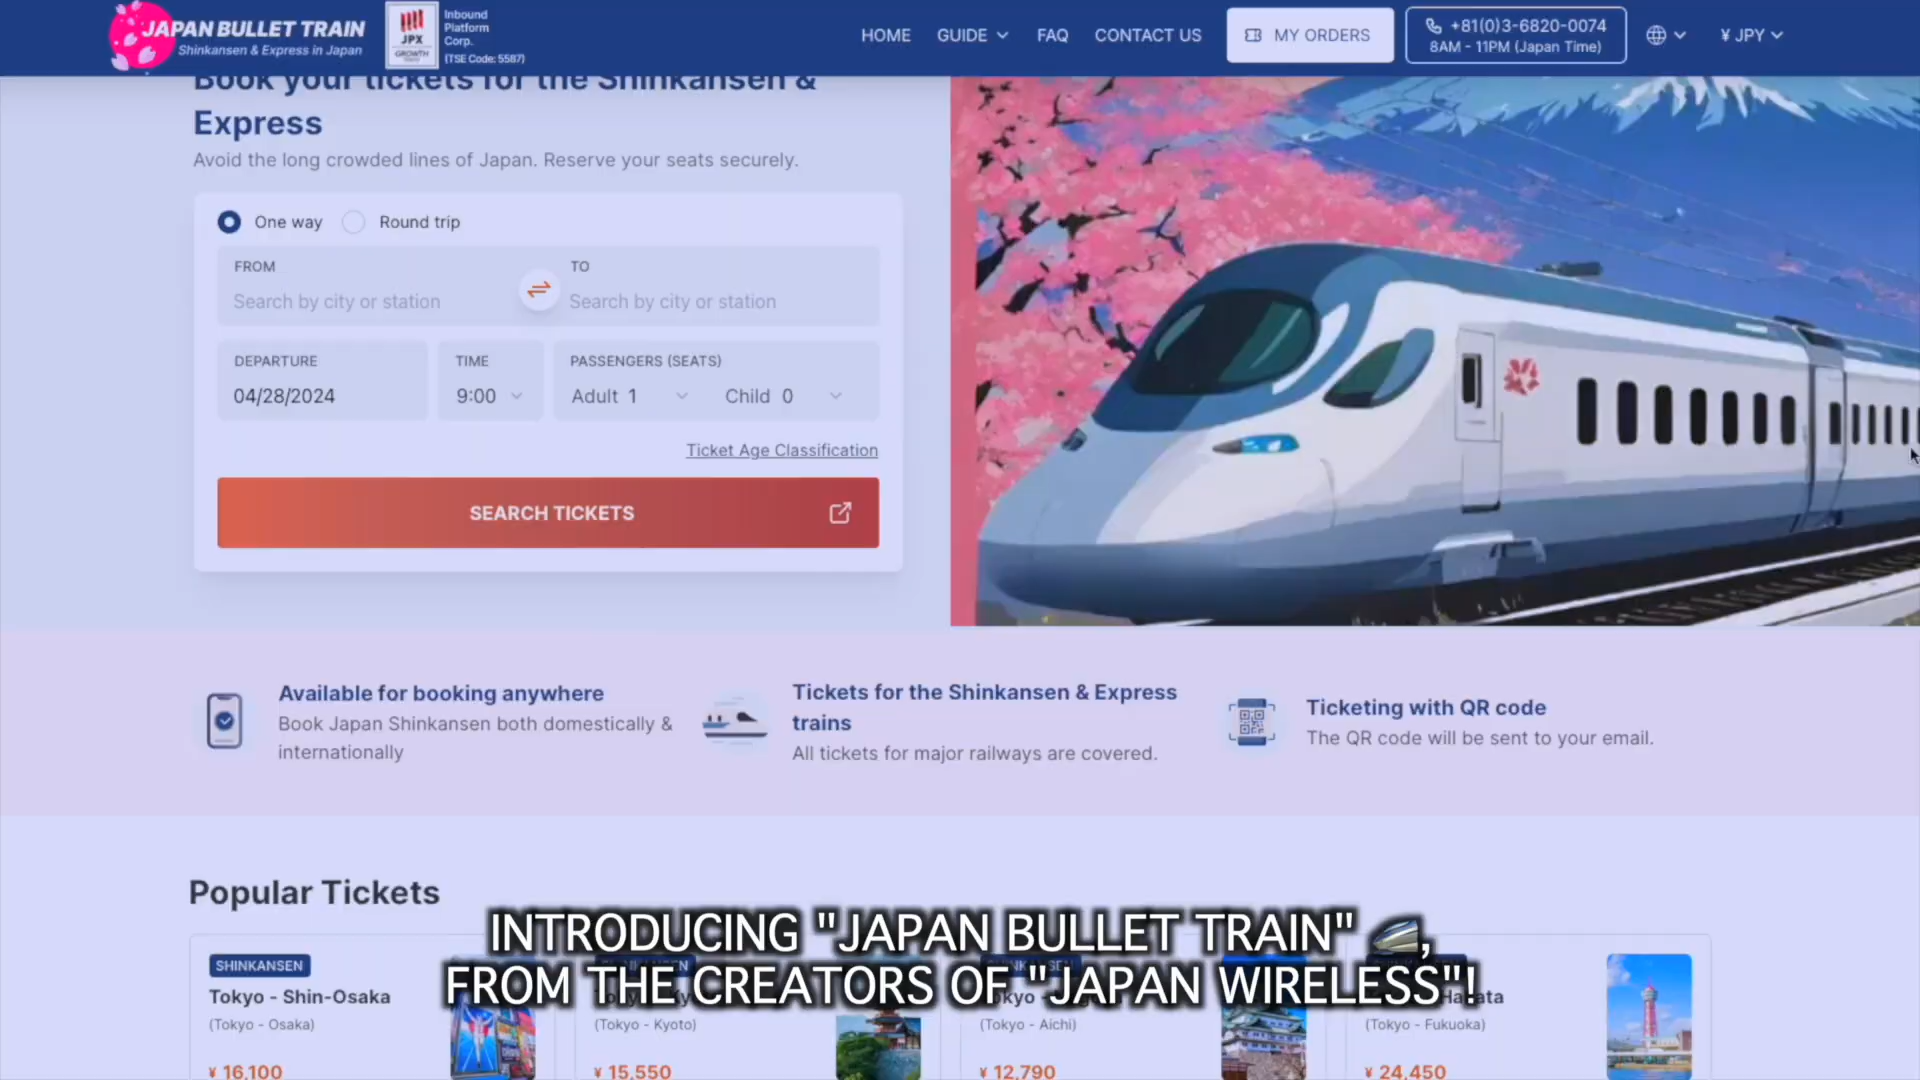 JAPAN BULLET TRAIN
Shinkansen & Express in Japan
JPX
GROWTH
Inbound
Platform
Corp.
(TSE Code: 5587)
HOME
GUIDE
FAQ
CONTACT US
MY ORDERS
+81(0)3-6820-0074
8AM - 11PM (Japan Time)
¥ JPY
Book your tickets for the Shinkansen &
Express
Avoid the long crowded lines of Japan. Reserve your seats securely.
One way
Round trip
FROM
Search by city or station
TO
Search by city or station
DEPARTURE
04/28/2024
TIME
9:00
PASSENGERS (SEATS)
Adult 1
Child 0
Ticket Age Classification
SEARCH TICKETS
Available for booking anywhere
Book Japan Shinkansen both domestically &
internationally
Tickets for the Shinkansen & Express
trains
All tickets for major railways are covered.
Ticketing with QR code
The QR code will be sent to your email.
Popular Tickets
INTRODUCING "JAPAN BULLET TRAIN" 🚄,
FROM THE CREATORS OF "JAPAN WIRELESS"!
SHINKANSEN
Tokyo - Shin-Osaka
(Tokyo - Osaka)
¥ 16,100
(Tokyo - Kyoto)
¥ 15,550
(Tokyo - Aichi)
¥ 12,790
(Tokyo - Fukuoka)
¥ 24,450